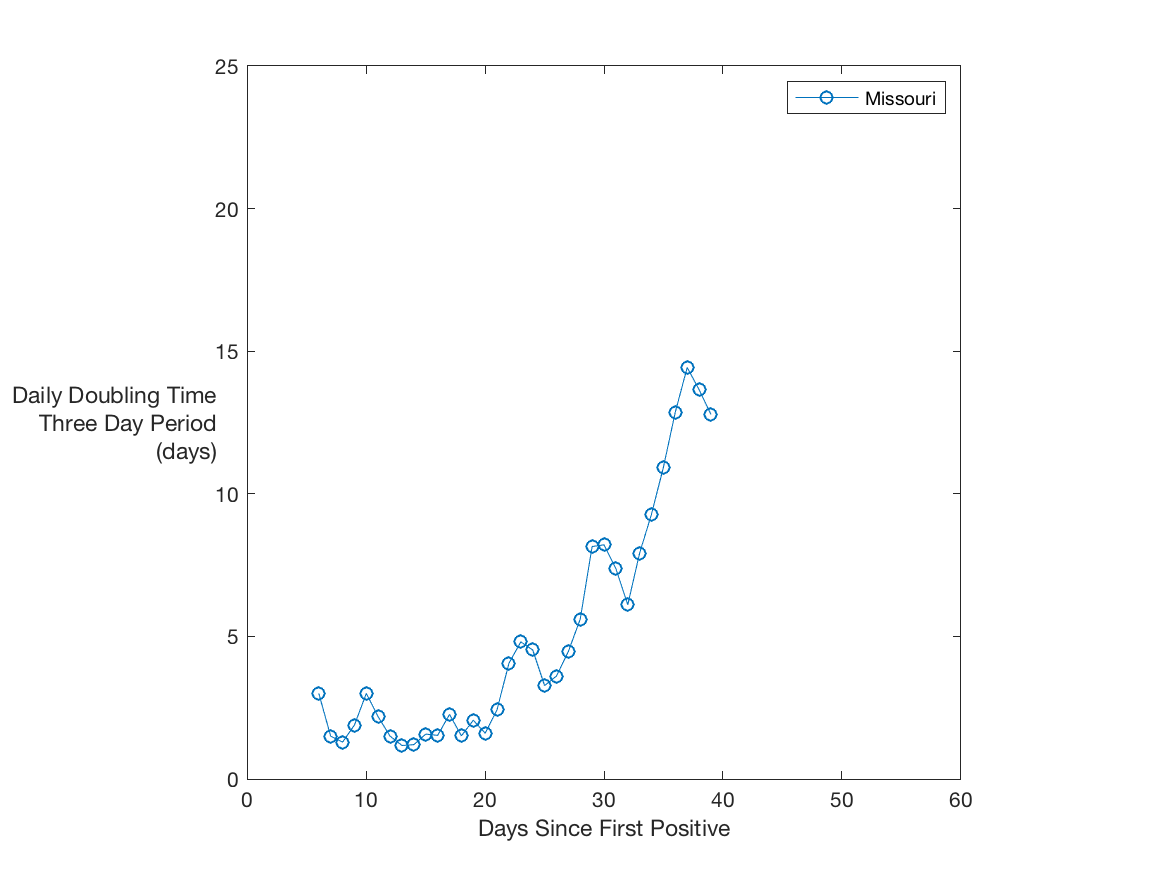 25
Missouri
20
15
Daily Doubling Time
Three Day Period
(days)
10
5
0
0 10 20 30 40 50 60
Days Since First Positive